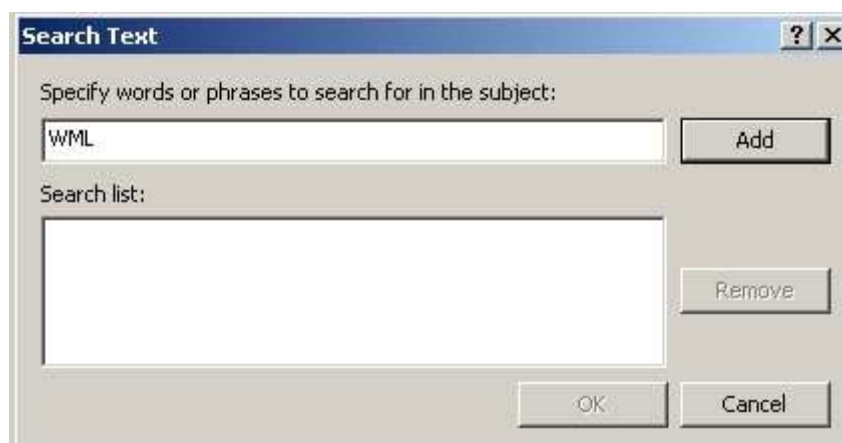 Search Text
Specify words or phrases to search for in the subject:
WML
Add
Search list:
Remove
OK
Cancel